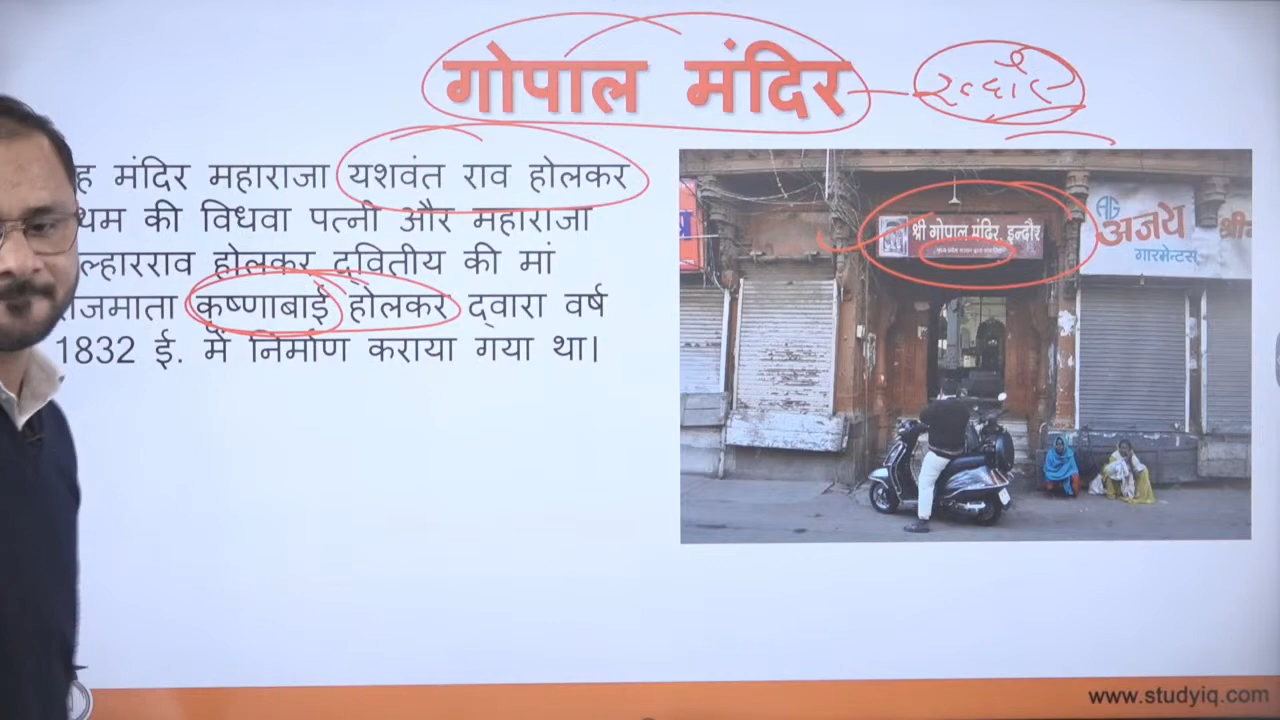 गोपाल मंदिर
इन्दौर
ह मंदिर महाराजा यशवंत राव होलकर
थम की विधवा पत्नी और महाराजा
ल्हारराव होलकर द्वितीय की मां
ाजमाता कृष्णाबाई होलकर द्वारा वर्ष
1832 ई. में निर्माण कराया गया था।
श्री गोपाल मंदिर, इन्दौर
AG
अजय
श्री
गारमेन्टस्
www.studyiq.com